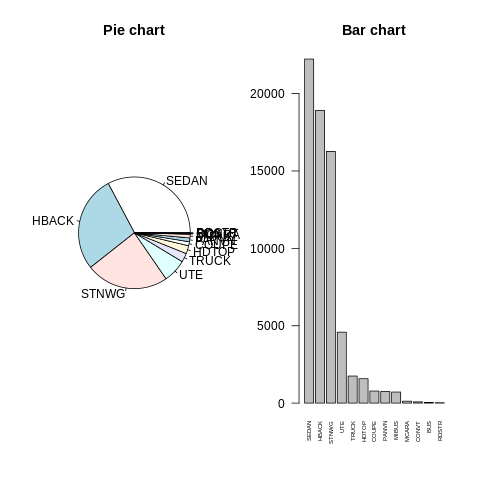 Pie chart
SEDAN
HBACK
STNWG
UTE
TRUCK
HDTOP
COUPE
Bar chart
20000
15000
10000
5000
0
SEDAN
HBACK
STNWG
UTE
TRUCK
HDTOP
COUPE
PANVN
MIBUS
MCARA
CONVT
BUS
RDSTR